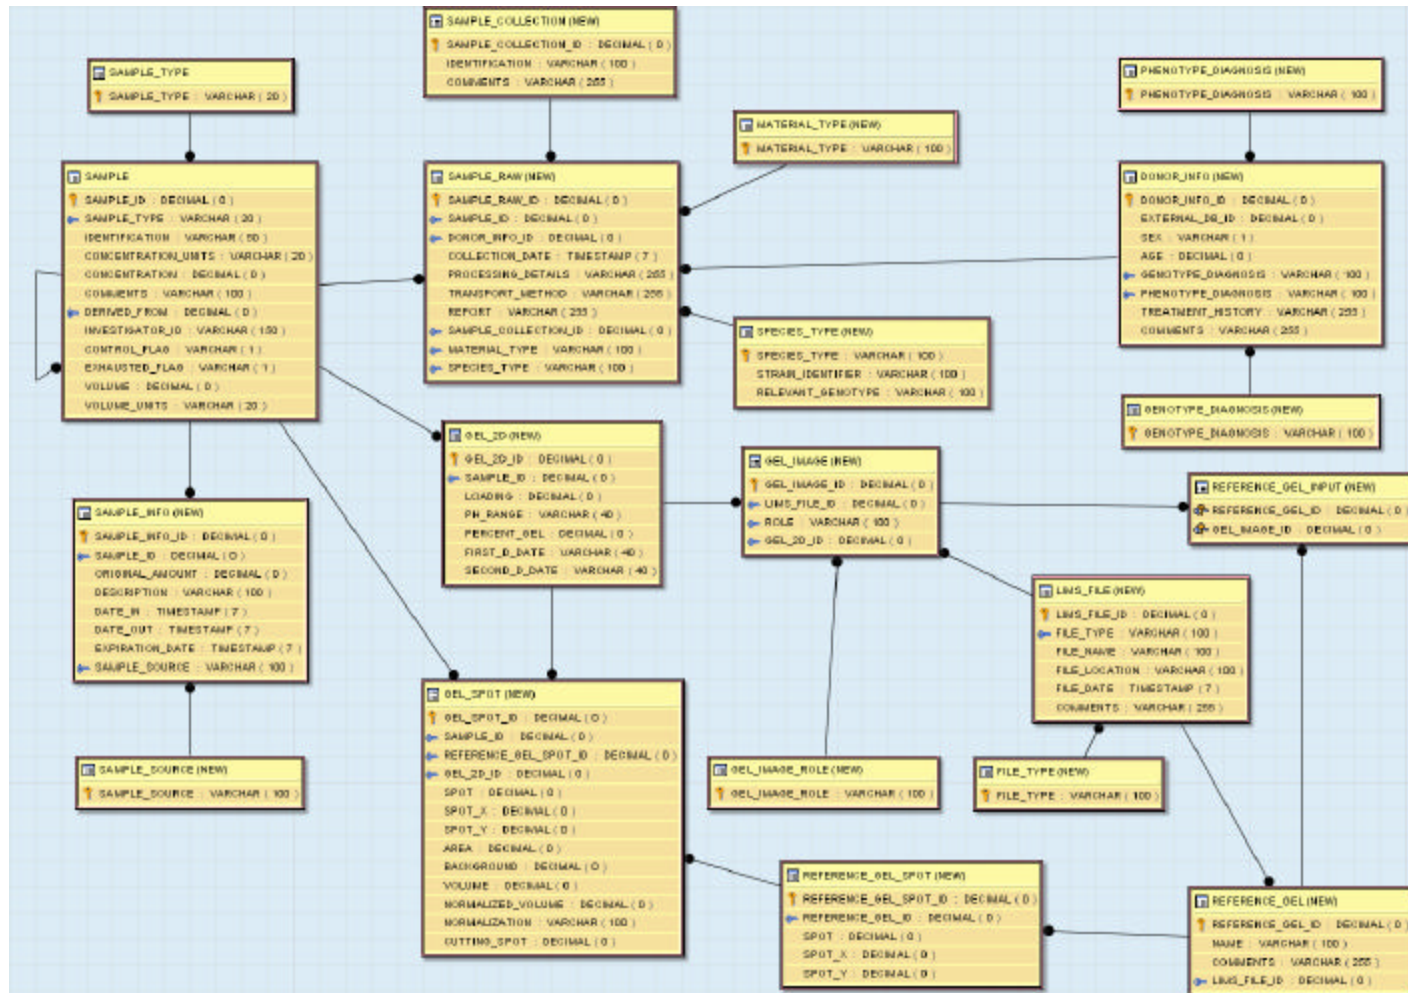 SAMPLE_COLLECTION (NEW)
SAMPLE_COLLECTION_ID : DECIMAL ( 0 )
IDENTIFICATION : VARCHAR ( 100 )
COMMENTS : VARCHAR ( 255 )
SAMPLE_TYPE
SAMPLE_TYPE : VARCHAR ( 20 )
PHENOTYPE_DIAGNOSIS (NEW)
PHENOTYPE_DIAGNOSIS : VARCHAR ( 100 )
MATERIAL_TYPE (NEW)
MATERIAL_TYPE : VARCHAR ( 100 )
SAMPLE
SAMPLE_ID : DECIMAL ( 0 )
SAMPLE_TYPE : VARCHAR ( 20 )
IDENTIFICATION : VARCHAR ( 50 )
CONCENTRATION_UNITS : VARCHAR ( 20 )
CONCENTRATION : DECIMAL ( 0 )
COMMENTS : VARCHAR ( 100 )
DERIVED_FROM : DECIMAL ( 0 )
INVESTIGATOR_ID : VARCHAR ( 150 )
CONTROL_FLAG : VARCHAR ( 1 )
EXHAUSTED_FLAG : VARCHAR ( 1 )
VOLUME : DECIMAL ( 0 )
VOLUME_UNITS : VARCHAR ( 20 )
SAMPLE_RAW (NEW)
SAMPLE_RAW_ID : DECIMAL ( 0 )
SAMPLE_ID : DECIMAL ( 0 )
DONOR_INFO_ID : DECIMAL ( 0 )
COLLECTION_DATE : TIMESTAMP ( 7 )
PROCESSING_DETAILS : VARCHAR ( 255 )
TRANSPORT_METHOD : VARCHAR ( 255 )
REPORT : VARCHAR ( 255 )
SAMPLE_COLLECTION_ID : DECIMAL ( 0 )
MATERIAL_TYPE : VARCHAR ( 100 )
SPECIES_TYPE : VARCHAR ( 100 )
DONOR_INFO (NEW)
DONOR_INFO_ID : DECIMAL ( 0 )
EXTERNAL_DB_ID : DECIMAL ( 0 )
SEX : VARCHAR ( 1 )
AGE : DECIMAL ( 0 )
GENOTYPE_DIAGNOSIS : VARCHAR ( 100 )
PHENOTYPE_DIAGNOSIS : VARCHAR ( 100 )
TREATMENT_HISTORY : VARCHAR ( 255 )
COMMENTS : VARCHAR ( 255 )
SPECIES_TYPE (NEW)
SPECIES_TYPE : VARCHAR ( 100 )
STRAIN_IDENTIFIER : VARCHAR ( 100 )
RELEVANT_GENOTYPE : VARCHAR ( 100 )
GENOTYPE_DIAGNOSIS (NEW)
GENOTYPE_DIAGNOSIS : VARCHAR ( 100 )
GEL_2D (NEW)
GEL_2D_ID : DECIMAL ( 0 )
SAMPLE_ID : DECIMAL ( 0 )
LOADING : DECIMAL ( 0 )
PH_RANGE : VARCHAR ( 40 )
PERCENT_GEL : DECIMAL ( 0 )
FIRST_D_DATE : VARCHAR ( 40 )
SECOND_D_DATE : VARCHAR ( 40 )
GEL_IMAGE (NEW)
GEL_IMAGE_ID : DECIMAL ( 0 )
LIMS_FILE_ID : DECIMAL ( 0 )
ROLE : VARCHAR ( 100 )
GEL_2D_ID : DECIMAL ( 0 )
REFERENCE_GEL_INPUT (NEW)
REFERENCE_GEL_ID : DECIMAL ( 0 )
GEL_IMAGE_ID : DECIMAL ( 0 )
SAMPLE_INFO (NEW)
SAMPLE_INFO_ID : DECIMAL ( 0 )
SAMPLE_ID : DECIMAL ( 0 )
ORIGINAL_AMOUNT : DECIMAL ( 0 )
DESCRIPTION : VARCHAR ( 100 )
DATE_IN : TIMESTAMP ( 7 )
DATE_OUT : TIMESTAMP ( 7 )
EXPIRATION_DATE : TIMESTAMP ( 7 )
SAMPLE_SOURCE : VARCHAR ( 100 )
LIMS_FILE (NEW)
LIMS_FILE_ID : DECIMAL ( 0 )
FILE_TYPE : VARCHAR ( 100 )
FILE_NAME : VARCHAR ( 100 )
FILE_LOCATION : VARCHAR ( 100 )
FILE_DATE : TIMESTAMP ( 7 )
COMMENTS : VARCHAR ( 255 )
GEL_SPOT (NEW)
GEL_SPOT_ID : DECIMAL ( 0 )
SAMPLE_ID : DECIMAL ( 0 )
REFERENCE_GEL_SPOT_ID : DECIMAL ( 0 )
GEL_2D_ID : DECIMAL ( 0 )
SPOT : DECIMAL ( 0 )
SPOT_X : DECIMAL ( 0 )
SPOT_Y : DECIMAL ( 0 )
AREA : DECIMAL ( 0 )
BACKGROUND : DECIMAL ( 0 )
VOLUME : DECIMAL ( 0 )
NORMALIZED_VOLUME : DECIMAL ( 0 )
NORMALIZATION : VARCHAR ( 100 )
CUTTING_SPOT : DECIMAL ( 0 )
SAMPLE_SOURCE (NEW)
SAMPLE_SOURCE : VARCHAR ( 100 )
GEL_IMAGE_ROLE (NEW)
GEL_IMAGE_ROLE : VARCHAR ( 100 )
FILE_TYPE (NEW)
FILE_TYPE : VARCHAR ( 100 )
REFERENCE_GEL_SPOT (NEW)
REFERENCE_GEL_SPOT_ID : DECIMAL ( 0 )
REFERENCE_GEL_ID : DECIMAL ( 0 )
SPOT : DECIMAL ( 0 )
SPOT_X : DECIMAL ( 0 )
SPOT_Y : DECIMAL ( 0 )
REFERENCE_GEL (NEW)
REFERENCE_GEL_ID : DECIMAL ( 0 )
NAME : VARCHAR ( 100 )
COMMENTS : VARCHAR ( 255 )
LIMS_FILE_ID : DECIMAL ( 0 )